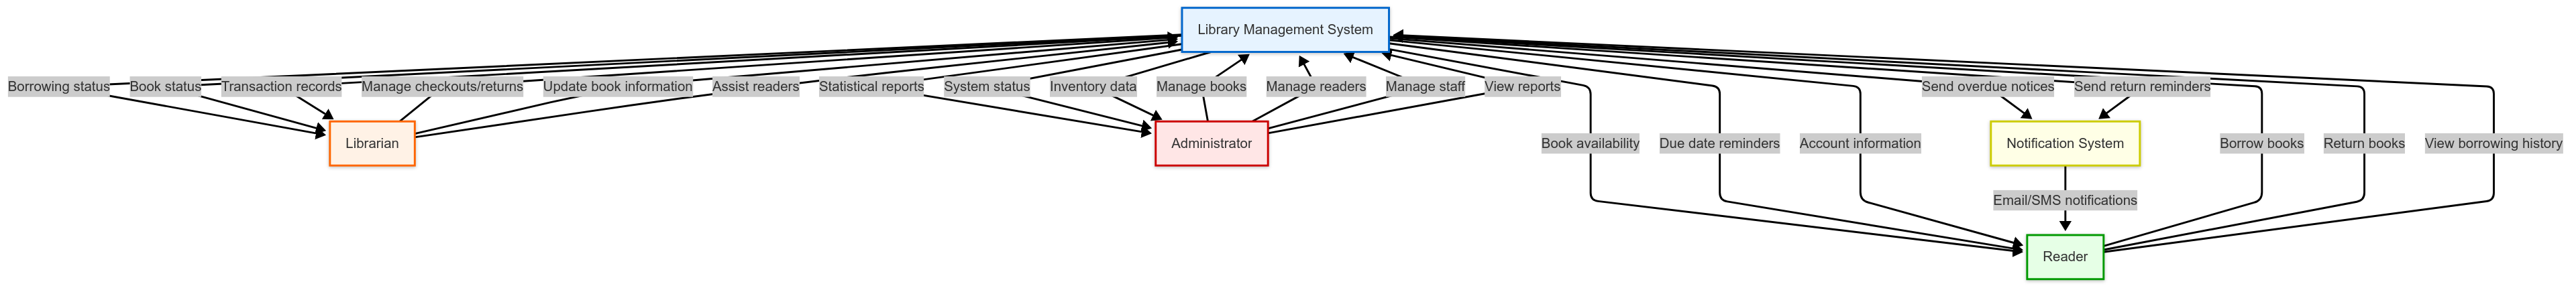 Library Management System
Borrowing status
Book status
Transaction records
Manage checkouts/returns
Update book information
Assist readers
Statistical reports
System status
Inventory data
Manage books
Manage readers
Manage staff
View reports
Send overdue notices
Send return reminders
Librarian
Administrator
Book availability
Due date reminders
Account information
Notification System
Borrow books
Return books
View borrowing history
Email/SMS notifications
Reader